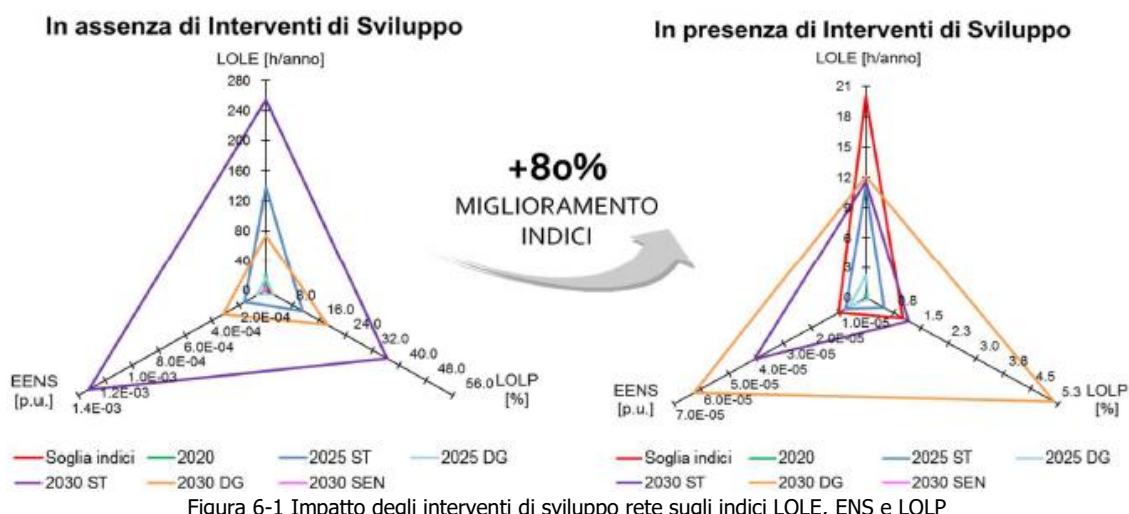 In assenza di Interventi di Sviluppo
LOLE [h/anno]
280
240
200
160
120
80
40
0
8.0
16.0
24.0
32.0
40.0
48.0
56.0
LOLP
[%]
2.0E-04
4.0E-04
6.0E-04
8.0E-04
1.0E-03
1.2E-03
1.4E-03
EENS
[p.u.]
Soglia indici
2020
2025 ST
2025 DG
2030 ST
2030 DG
2030 SEN
+80%
MIGLIORAMENTO
INDICI
In presenza di Interventi di Sviluppo
LOLE [h/anno]
21
18
15
12
9
6
3
0
0.8
1.5
2.3
3.0
3.8
4.5
5.3
LOLP
[%]
1.0E-05
2.0E-05
3.0E-05
4.0E-05
5.0E-05
6.0E-05
7.0E-05
EENS
[p.u.]
Soglia indici
2020
2025 ST
2025 DG
2030 ST
2030 DG
2030 SEN
Figura 6-1 Impatto degli interventi di sviluppo rete sugli indici LOLE, ENS e LOLP